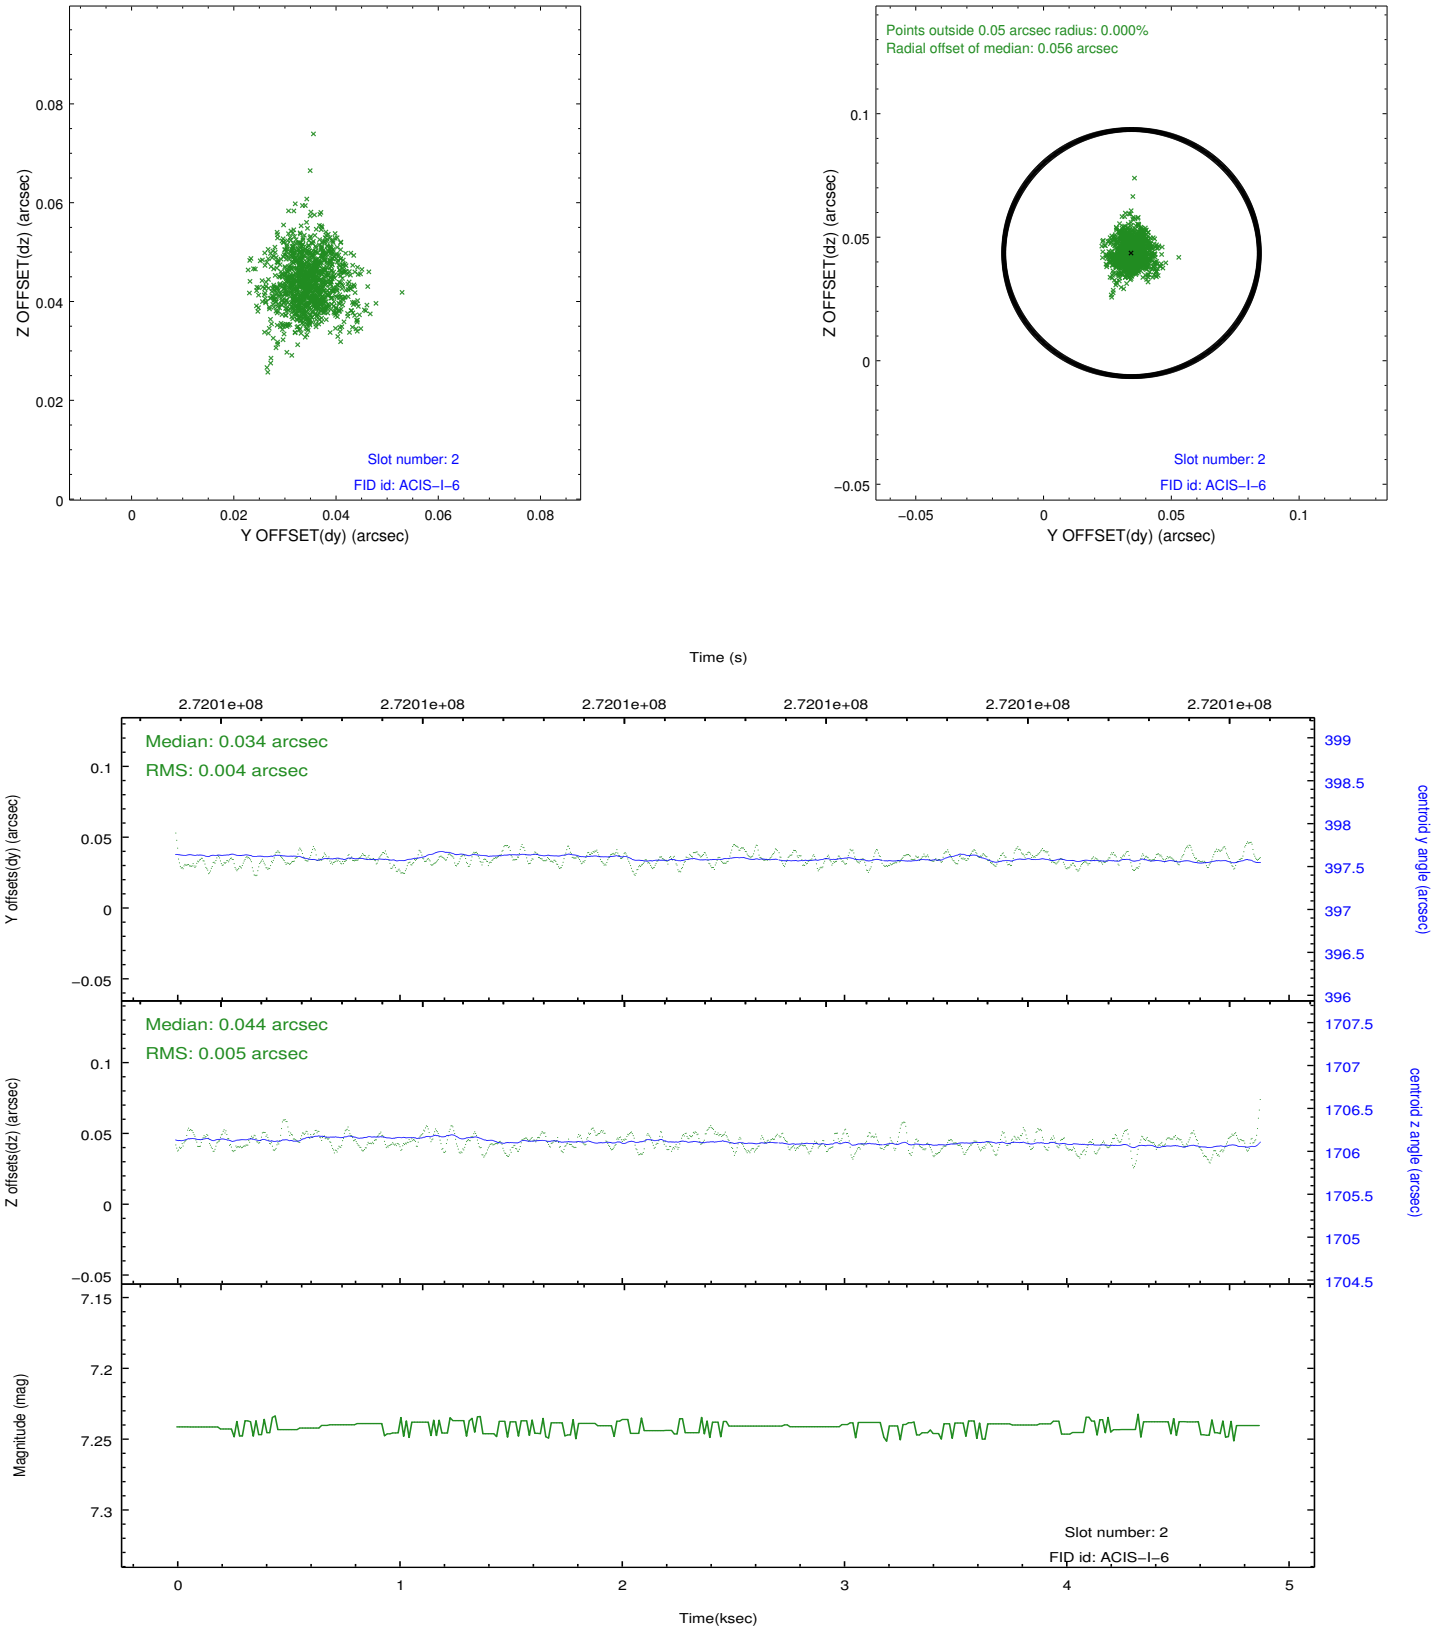 0.08
0.06
0.04
0.02
0
Z OFFSET(dz) (arcsec)
Slot number: 2
FID id: ACIS−I−6
0 0.02 0.04 0.06 0.08
Y OFFSET(dy) (arcsec)
Points outside 0.05 arcsec radius: 0.000%
Radial offset of median: 0.056 arcsec
0.1
0.05
0
−0.05
Z OFFSET(dz) (arcsec)
Slot number: 2
FID id: ACIS−I−6
−0.05 0 0.05 0.1
Y OFFSET(dy) (arcsec)
Time (s)
2.7201e+08 2.7201e+08 2.7201e+08 2.7201e+08 2.7201e+08 2.7201e+08
Median: 0.034 arcsec
RMS: 0.004 arcsec
0.1
0.05
0
−0.05
Y offsets(dy) (arcsec)
399
398.5
398
397.5
397
396.5
396
centroid y angle (arcsec)
Median: 0.044 arcsec
RMS: 0.005 arcsec
0.1
0.05
0
−0.05
Z offsets(dz) (arcsec)
1707.5
1707
1706.5
1706
1705.5
1705
1704.5
centroid z angle (arcsec)
7.15
7.2
7.25
7.3
Magnitude (mag)
Slot number: 2
FID id: ACIS−I−6
0 1 2 3 4 5
Time(ksec)